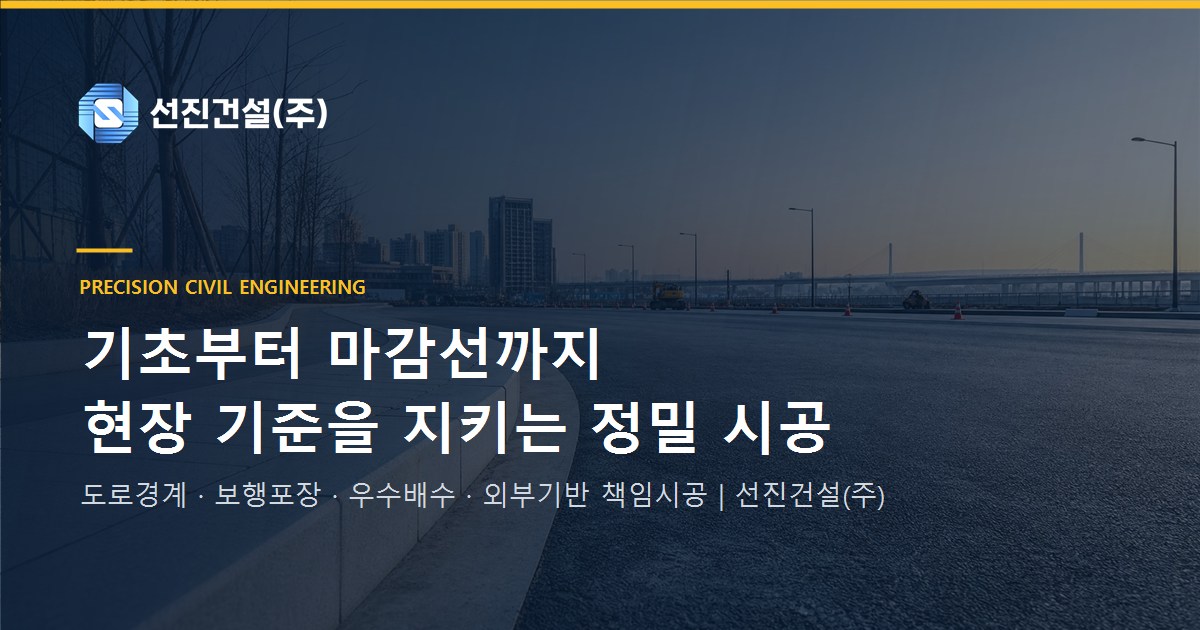 선진건설(주)
PRECISION CIVIL ENGINEERING
기초부터 마감선까지
현장 기준을 지키는 정밀 시공
도로경계 · 보행포장 · 우수배수 · 외부기반 책임시공 | 선진건설(주)